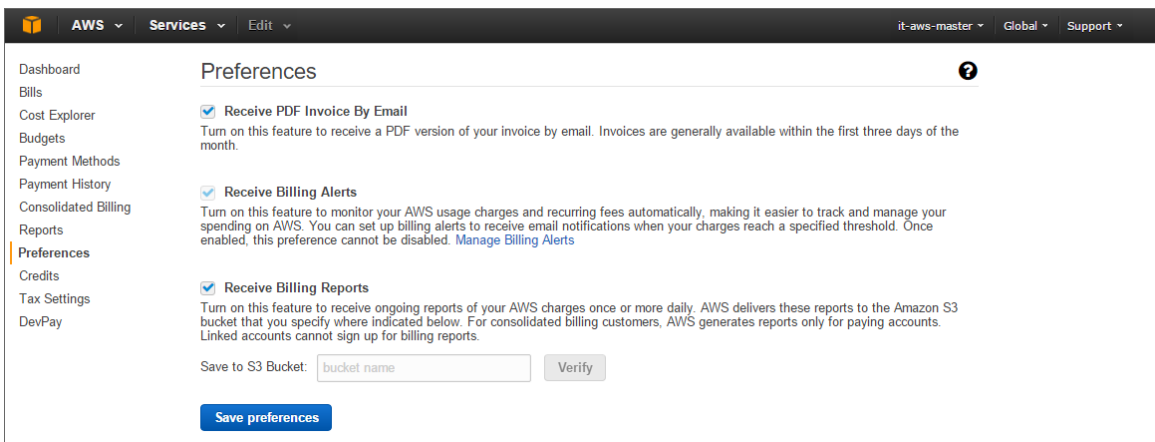 AWS Services Edit it-aws-master Global Support
Dashboard
Bills
Cost Explorer
Budgets
Payment Methods
Payment History
Consolidated Billing
Reports
Preferences
Credits
Tax Settings
DevPay
Preferences ?
Receive PDF Invoice By Email
Turn on this feature to receive a PDF version of your invoice by email. Invoices are generally available within the first three days of the
month.
Receive Billing Alerts
Turn on this feature to monitor your AWS usage charges and recurring fees automatically, making it easier to track and manage your
spending on AWS. You can set up billing alerts to receive email notifications when your charges reach a specified threshold. Once
enabled, this preference cannot be disabled. Manage Billing Alerts
Receive Billing Reports
Turn on this feature to receive ongoing reports of your AWS charges once or more daily. AWS delivers these reports to the Amazon S3
bucket that you specify where indicated below. For consolidated billing customers, AWS generates reports only for paying accounts.
Linked accounts cannot sign up for billing reports.
Save to S3 Bucket: bucket name Verify
Save preferences